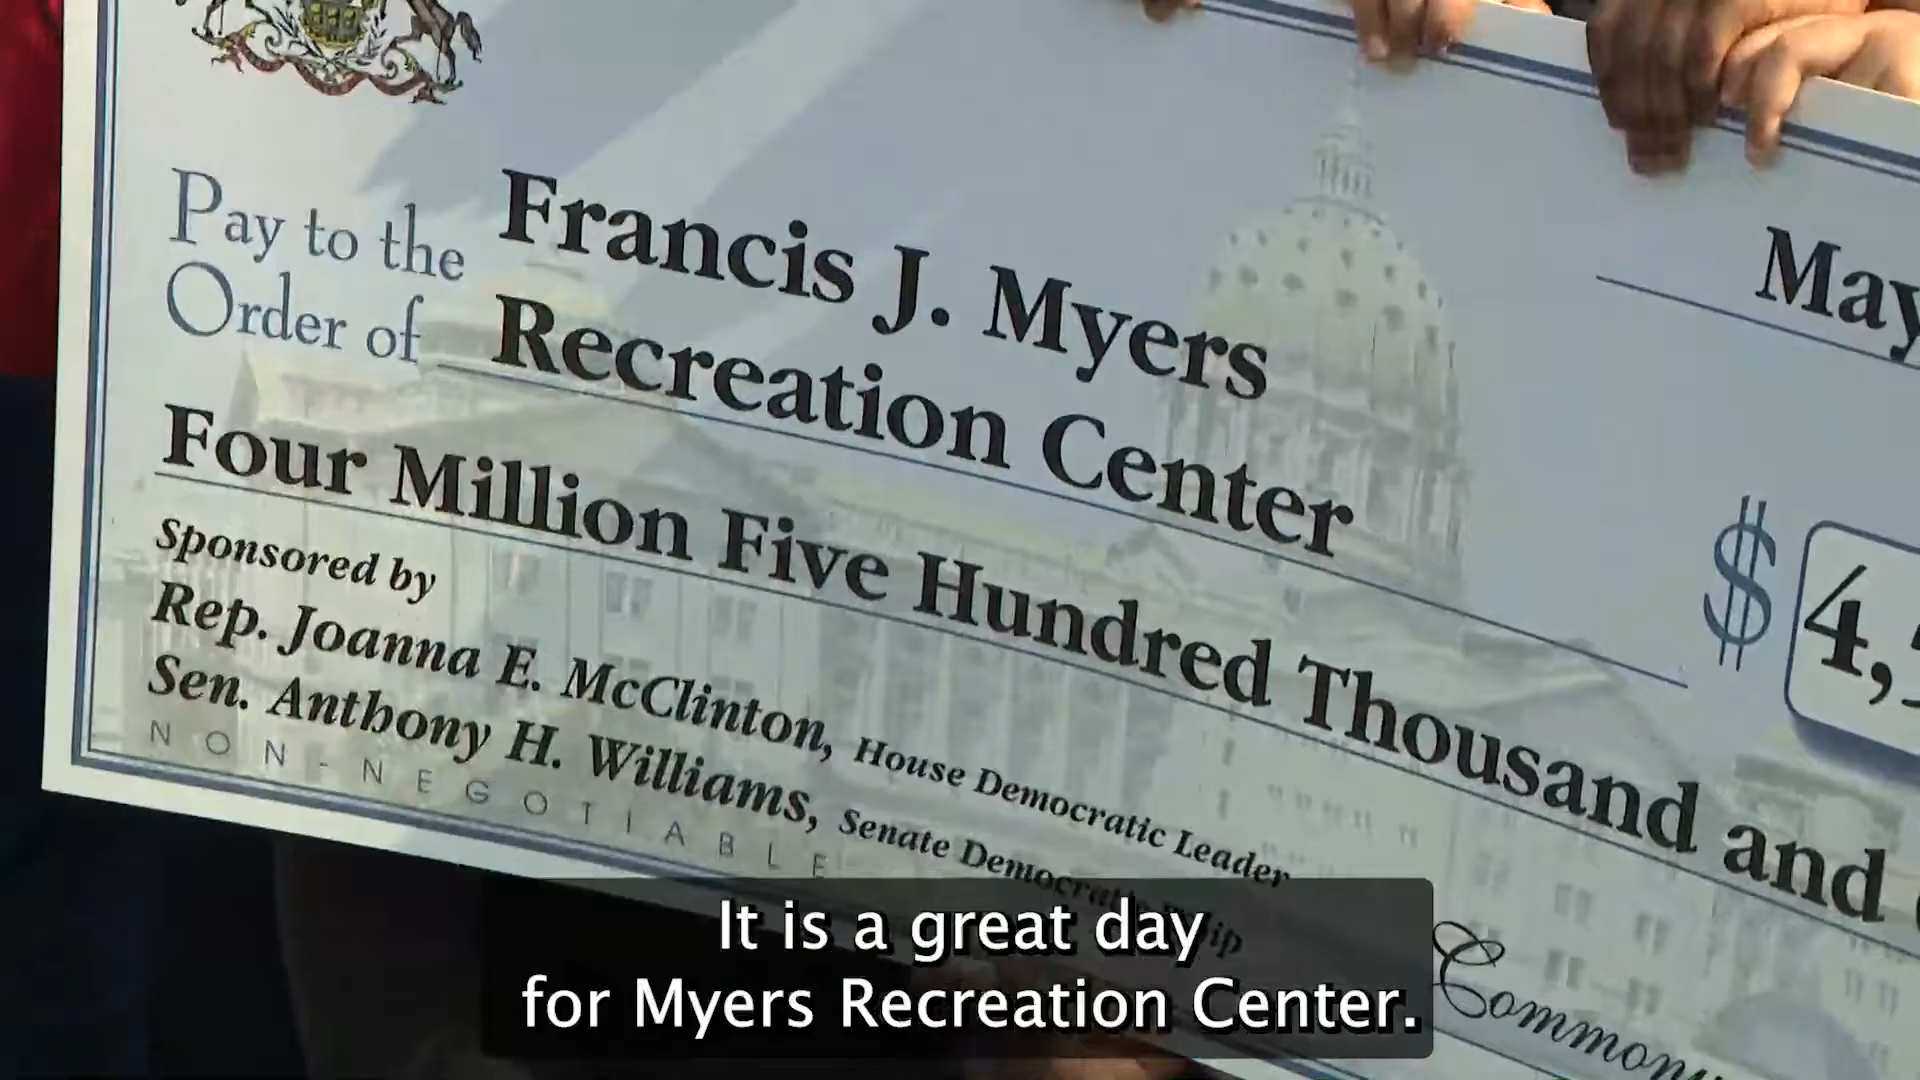 Pay to the
Order of
Francis J. Myers
Recreation Center
May
Four Million Five Hundred Thousand and
$ 4,
Sponsored by
Rep. Joanna E. McClinton, House Democratic Leader
Sen. Anthony H. Williams, Senate Democratic
NON-NEGOTIABLE
It is a great day
for Myers Recreation Center.